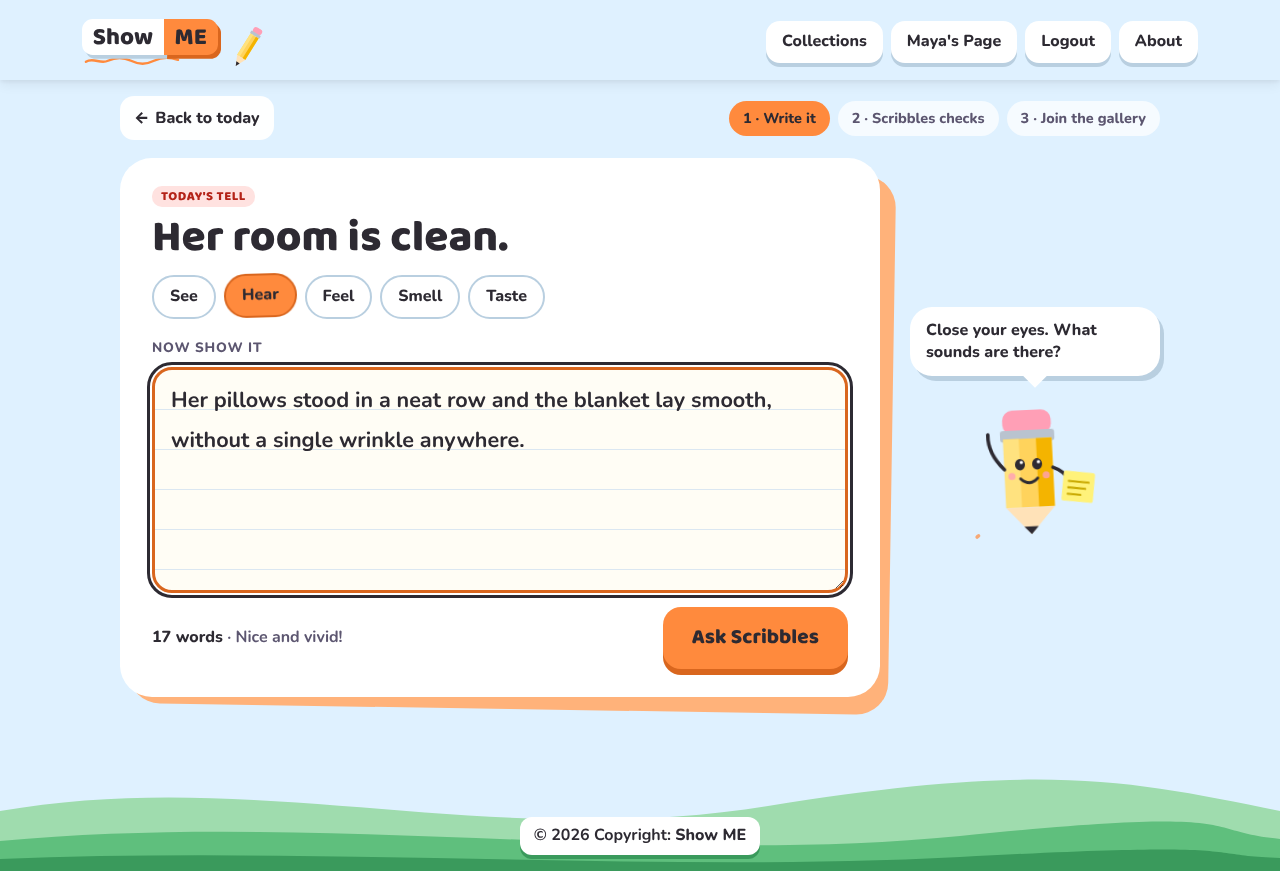 Show ME
Collections
Maya's Page
Logout
About
← Back to today
1 · Write it
2 · Scribbles checks
3 · Join the gallery
TODAY'S TELL
Her room is clean.
See
Hear
Feel
Smell
Taste
NOW SHOW IT
Her pillows stood in a neat row and the blanket lay smooth,
without a single wrinkle anywhere.
17 words · Nice and vivid!
Ask Scribbles
Close your eyes. What
sounds are there?
© 2026 Copyright: Show ME